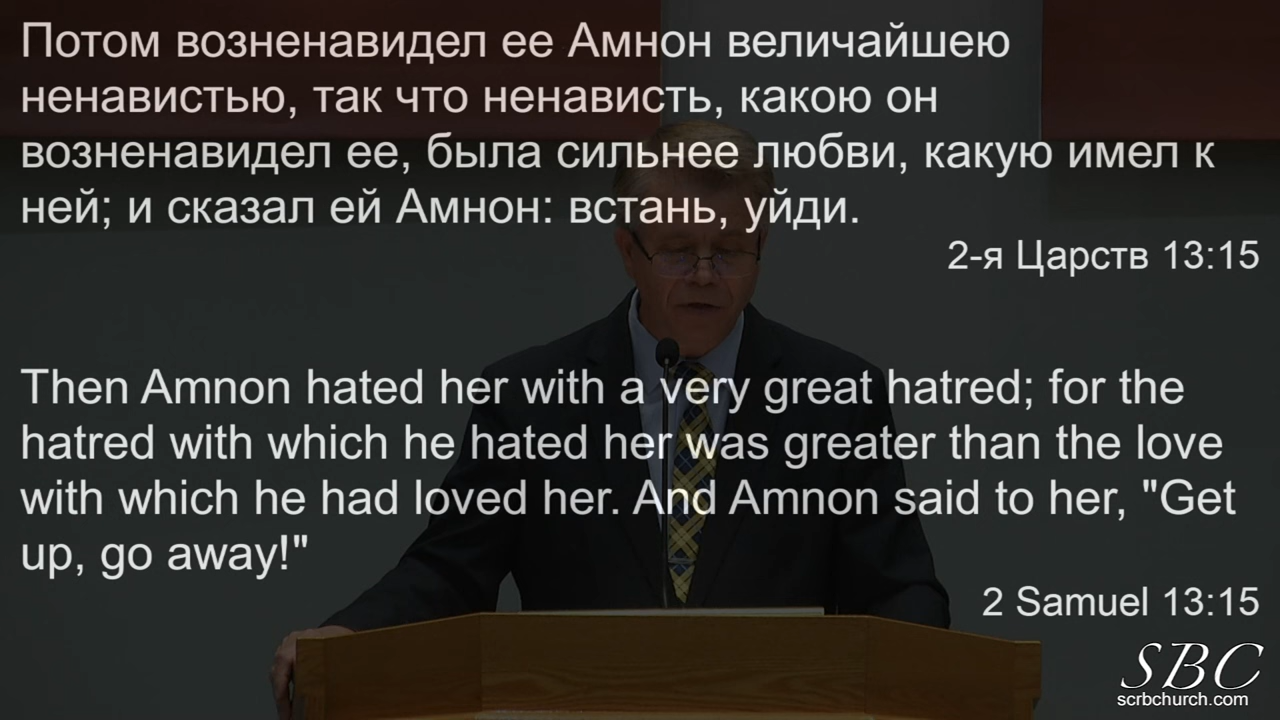 Потом возненавидел ее Амнон величайшею
ненавистью, так что ненависть, какою он
возненавидел ее, была сильнее любви, какую имел к
ней; и сказал ей Амнон: встань, уйди.
2-я Царств 13:15
Then Amnon hated her with a very great hatred; for the
hatred with which he hated her was greater than the love
with which he had loved her. And Amnon said to her, "Get
up, go away!"
2 Samuel 13:15
SBC
scrbchurch.com